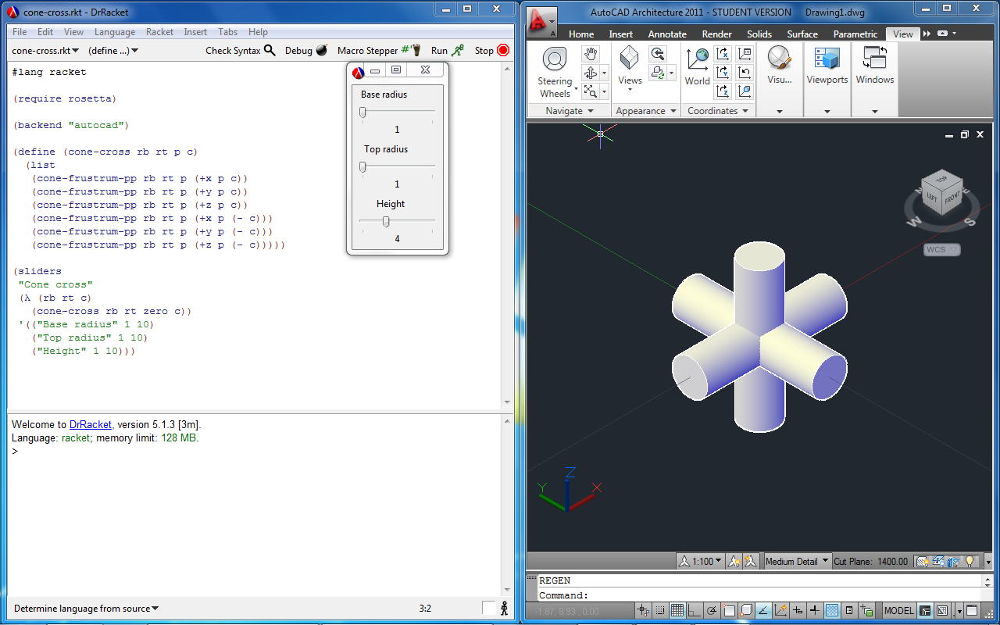 cone-cross.rkt - DrRacket
File Edit View Language Racket Insert Tabs Help
cone-cross.rkt (define ...) Check Syntax Debug Macro Stepper #' Run Stop
#lang racket
(require rosetta)
(backend "autocad")
(define (cone-cross rb rt p c)
(list
(cone-frustrum-pp rb rt p (+x p c))
(cone-frustrum-pp rb rt p (+y p c))
(cone-frustrum-pp rb rt p (+z p c))
(cone-frustrum-pp rb rt p (+x p (- c)))
(cone-frustrum-pp rb rt p (+y p (- c)))
(cone-frustrum-pp rb rt p (+z p (- c)))))
(sliders
"Cone cross"
(λ (rb rt c)
(cone-cross rb rt zero c))
'(("Base radius" 1 10)
("Top radius" 1 10)
("Height" 1 10)))
Base radius
1
Top radius
1
Height
4
Welcome to DrRacket, version 5.1.3 [3m].
Language: racket; memory limit: 128 MB.
>
Determine language from source 3:2
AutoCAD Architecture 2011 - STUDENT VERSION Drawing1.dwg
Home Insert Annotate Render Solids Surface Parametric View
Steering
Wheels
Views
World
Visu...
Viewports
Windows
Navigate Appearance Coordinates
TOP
LEFT FRONT
N E
W S
WCS
Z
Y X
1:100 Medium Detail Cut Plane: 1400.00
REGEN
Command:
-1.87, 8.93 , 0.00 MODEL